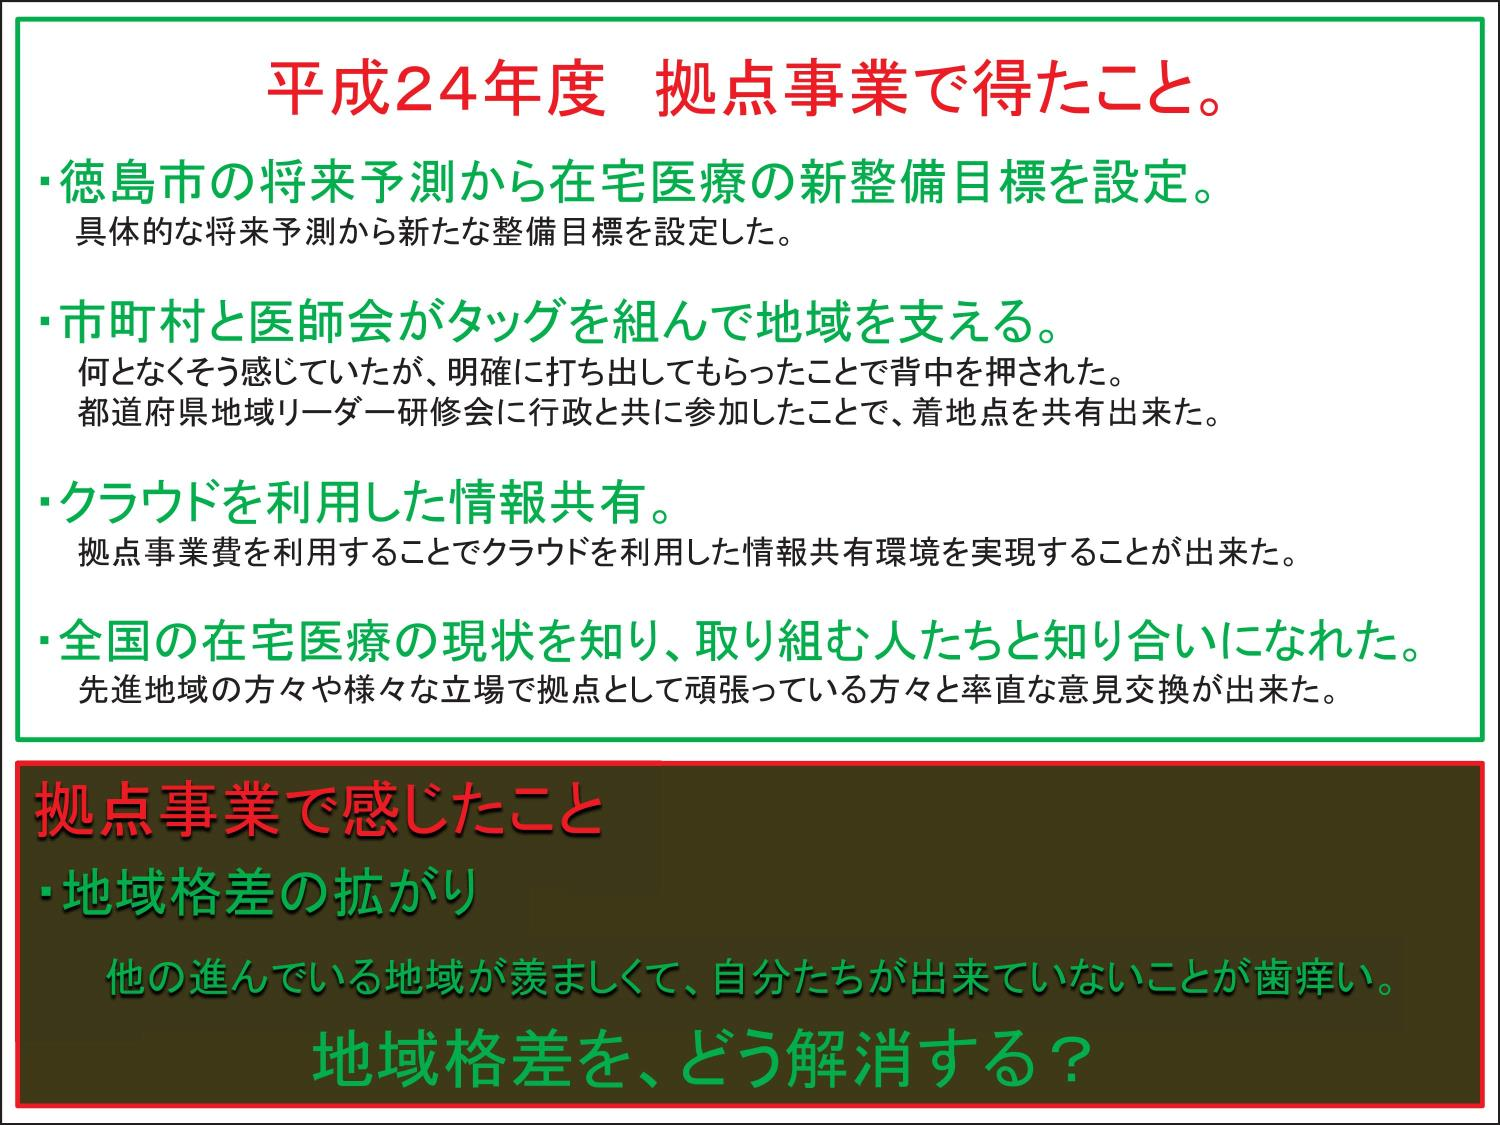 平成24年度　拠点事業で得たこと。
・徳島市の将来予測から在宅医療の新整備目標を設定。
具体的な将来予測から新たな整備目標を設定した。
・市町村と医師会がタッグを組んで地域を支える。
何となくそう感じていたが、明確に打ち出してもらったことで背中を押された。
都道府県地域リーダー研修会に行政と共に参加したことで、着地点を共有出来た。
・クラウドを利用した情報共有。
拠点事業費を利用することでクラウドを利用した情報共有環境を実現することが出来た。
・全国の在宅医療の現状を知り、取り組む人たちと知り合いになれた。
先進地域の方々や様々な立場で拠点として頑張っている方々と率直な意見交換が出来た。
拠点事業で感じたこと
・地域格差の拡がり
他の進んでいる地域が羨ましくて、自分たちが出来ていないことが歯痒い。
地域格差を、どう解消する？